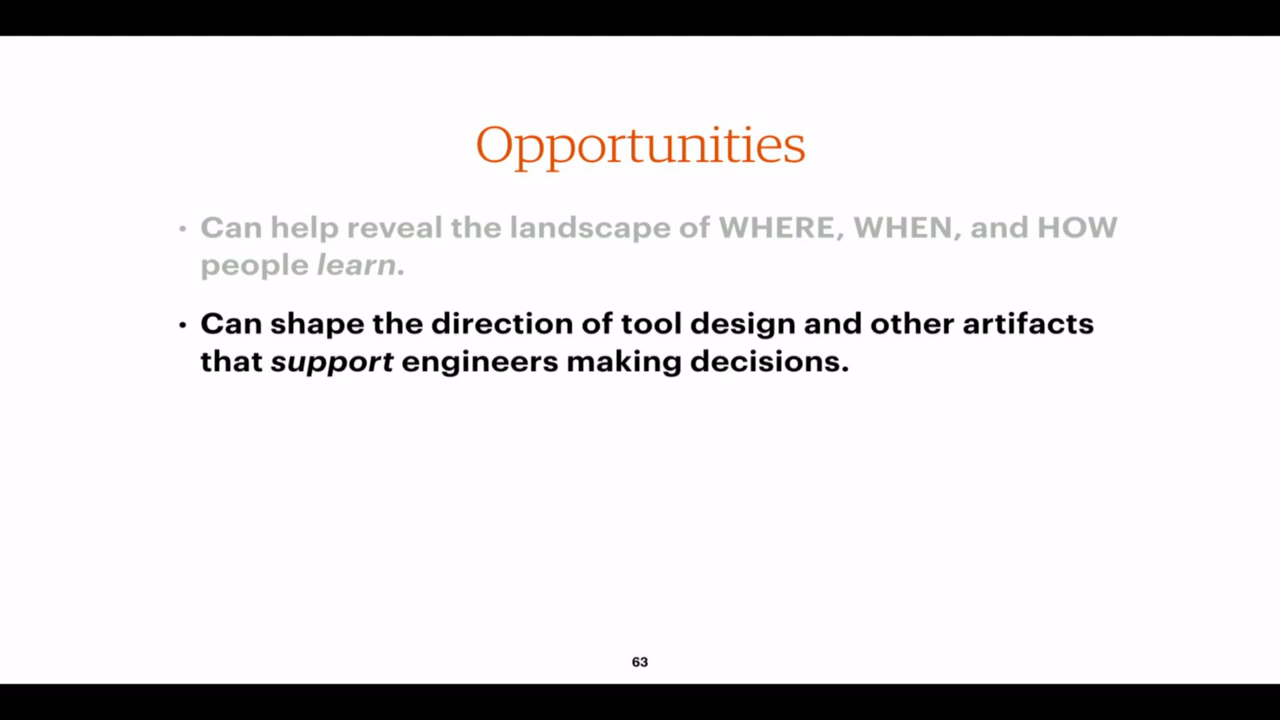 Opportunities
• Can help reveal the landscape of WHERE, WHEN, and HOW
people learn.
• Can shape the direction of tool design and other artifacts
that support engineers making decisions.
63